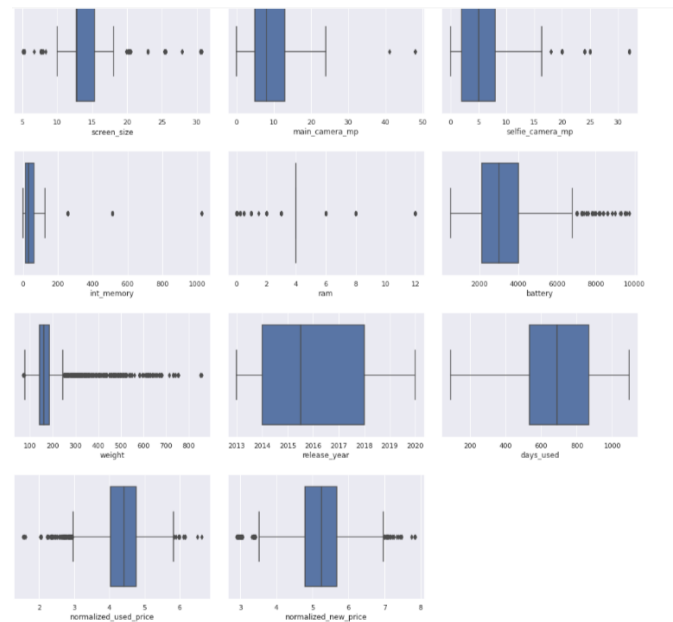 5 10 15 20 25 30 0 10 20 30 40 50 0 5 10 15 20 25 30
screen_size main_camera_mp selfie_camera_mp
0 200 400 600 800 1000 0 2 4 6 8 10 12 2000 4000 6000 8000 10000
int_memory ram battery
100 200 300 400 500 600 700 800 2013 2014 2015 2016 2017 2018 2019 2020 200 400 600 800 1000
weight release_year days_used
2 3 4 5 6 3 4 5 6 7 8
normalized_used_price normalized_new_price